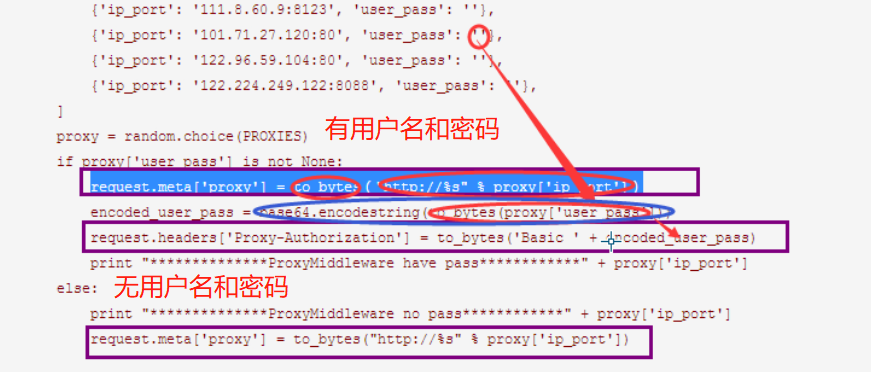 {'ip_port': '111.8.60.9:8123', 'user_pass': ''},
{'ip_port': '101.71.27.120:80', 'user_pass': ''},
{'ip_port': '122.96.59.104:80', 'user_pass': ''},
{'ip_port': '122.224.249.122:8088', 'user_pass': ''},
]
proxy = random.choice(PROXIES)
有用户名和密码
if proxy['user_pass'] is not None:
request.meta['proxy'] = to_bytes("http://%s" % proxy['ip_port'])
encoded_user_pass = base64.encodestring(to_bytes(proxy['user_pass']))
request.headers['Proxy-Authorization'] = to_bytes('Basic ' + encoded_user_pass)
print "**************ProxyMiddleware have pass************" + proxy['ip_port']
else:
无用户名和密码
print "**************ProxyMiddleware no pass************" + proxy['ip_port']
request.meta['proxy'] = to_bytes("http://%s" % proxy['ip_port'])